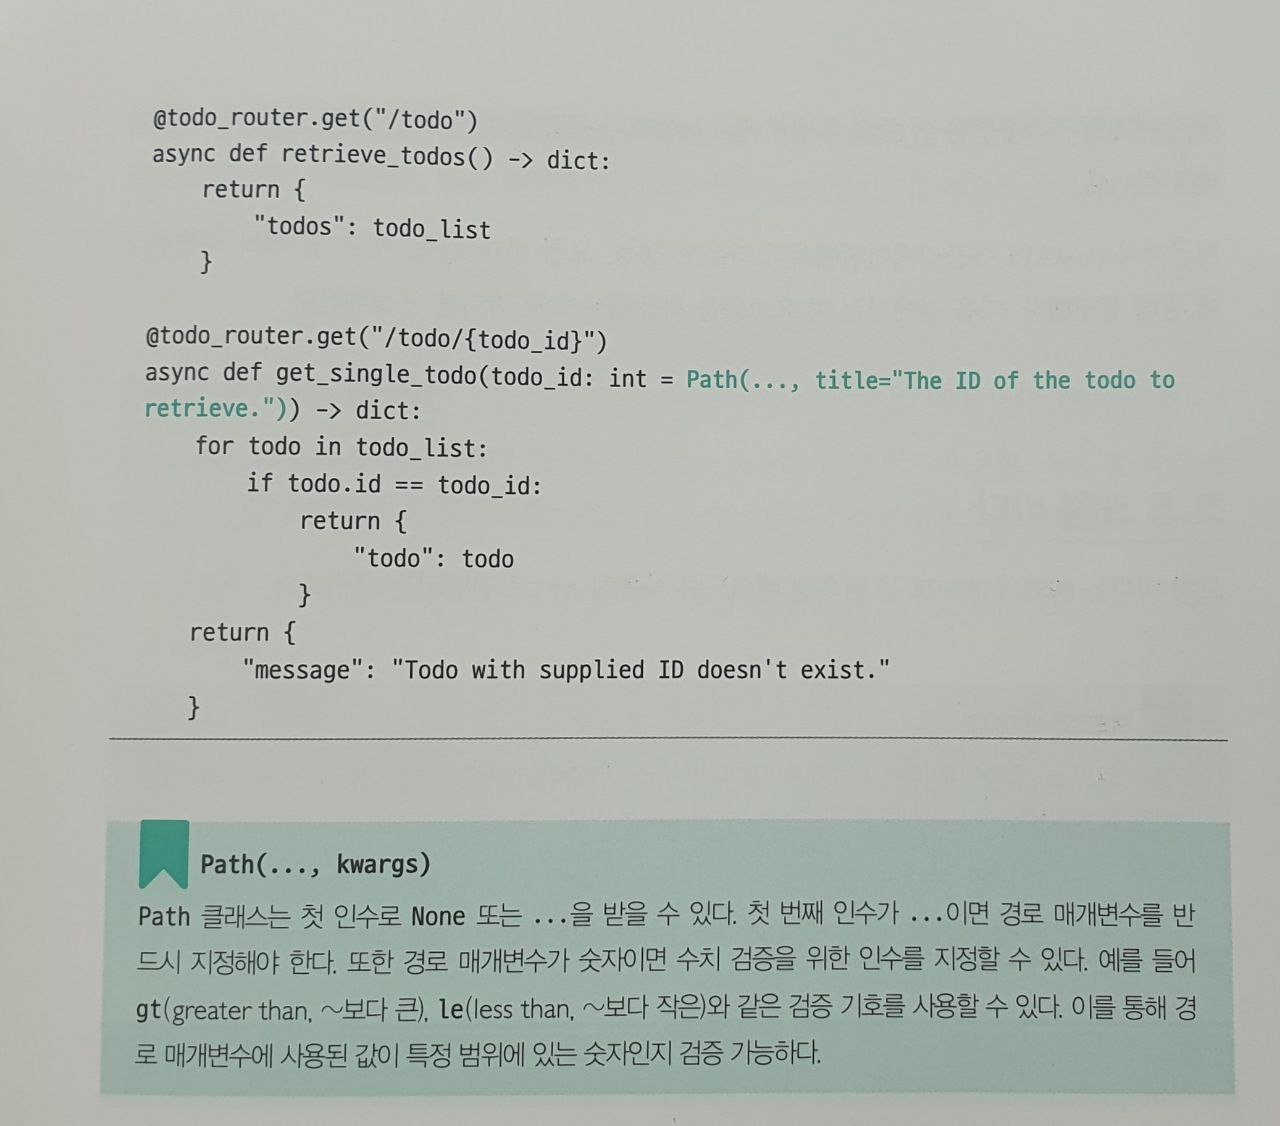 @todo_router.get("/todo")
async def retrieve_todos() -> dict:
    return {
        "todos": todo_list
    }
@todo_router.get("/todo/{todo_id}")
async def get_single_todo(todo_id: int = Path(..., title="The ID of the todo to
retrieve.")) -> dict:
    for todo in todo_list:
        if todo.id == todo_id:
            return {
                "todo": todo
            }
    return {
        "message": "Todo with supplied ID doesn't exist."
    }
Path(..., kwargs)
Path 클래스는 첫 인수로 None 또는 ...을 받을 수 있다. 첫 번째 인수가 ...이면 경로 매개변수를 반
드시 지정해야 한다. 또한 경로 매개변수가 숫자이면 수치 검증을 위한 인수를 지정할 수 있다. 예를 들어
gt(greater than, ~보다 큰), le(less than, ~보다 작은)와 같은 검증 기호를 사용할 수 있다. 이를 통해 경
로 매개변수에 사용된 값이 특정 범위에 있는 숫자인지 검증 가능하다.